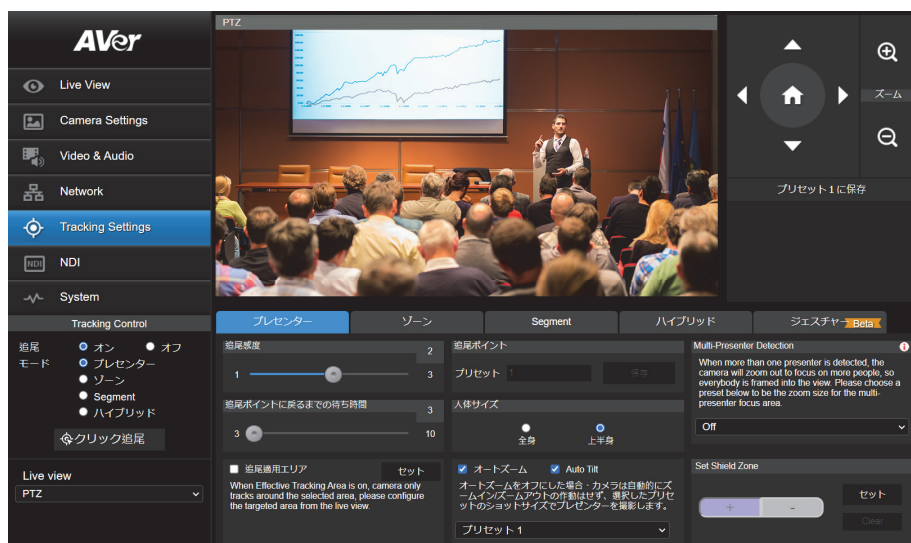 AVer
Live View
Camera Settings
Video & Audio
Network
Tracking Settings
NDI NDI
System
Tracking Control
追尾 オン オフ
モード プレゼンター
ゾーン
Segment
ハイブリッド
クリック追尾
Live view
PTZ
PTZ
ズーム
プリセット1に保存
プレゼンター ゾーン Segment ハイブリッド ジェスチャー Beta
追尾感度
2
1 3
追尾ポイントに戻るまでの待ち時間
3
3 10
追尾適用エリア セット
When Effective Tracking Area is on, camera only
tracks around the selected area, please configure
the targeted area from the live view.
追尾ポイント
プリセット 1 保存
人体サイズ
全身 上半身
オートズーム Auto Tilt
オートズームをオフにした場合・カメラは自動的にズ
ームイン/ズームアウトの作動はせず、選択したプリセ
ットのショットサイズでプレゼンターを撮影します。
プリセット 1
Multi-Presenter Detection
When more than one presenter is detected, the
camera will zoom out to focus on more people, so
everybody is framed into the view. Please choose a
preset below to be the zoom size for the multi-
presenter focus area.
Off
Set Shield Zone
+ - セット
Clear